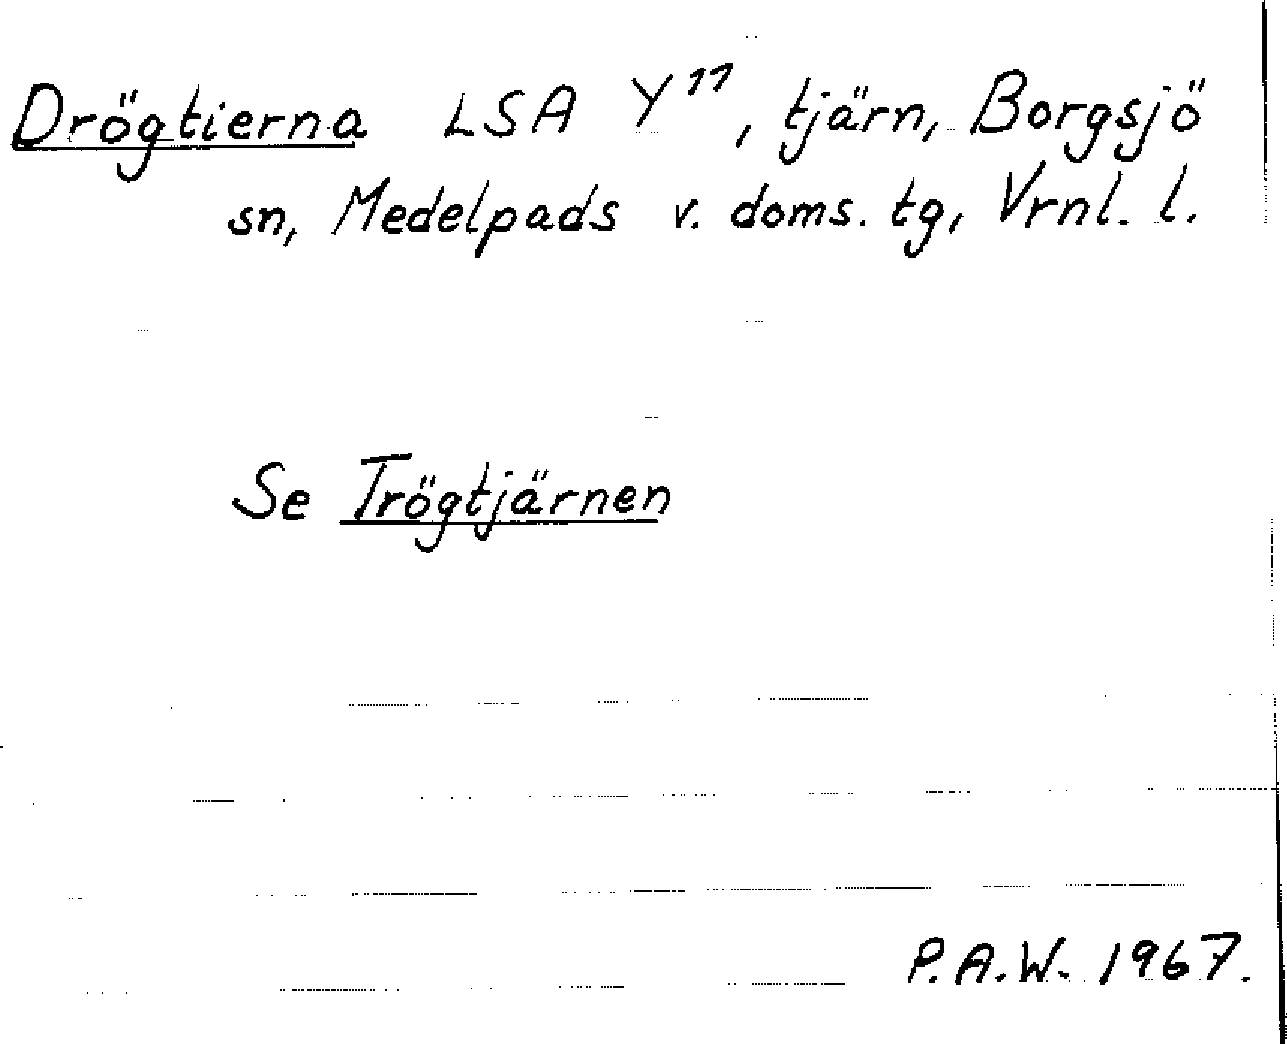 Drögtierna LSA Y¹¹, tjärn, Borgsjö
sn, Medelpads v. doms. tg, Vrnl. l.
Se Trögtjärnen
P.A.W. 1967.